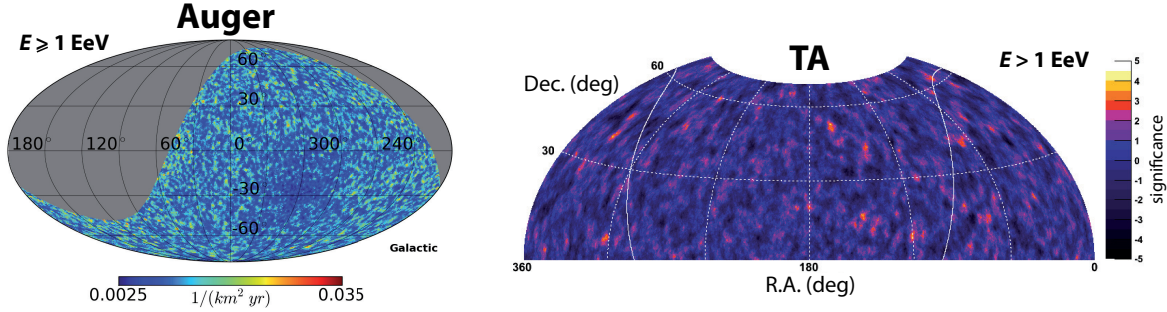 Auger
E ⩾ 1 EeV
60°
30
180° 120° 60 0 300° 240°
-30
-60
Galactic
0.0025 1/(km² yr) 0.035
TA
E > 1 EeV
Dec. (deg)
60
30
360 180 0
R.A. (deg)
5
4
3
2
1
0
-1
-2
-3
-4
-5
significance